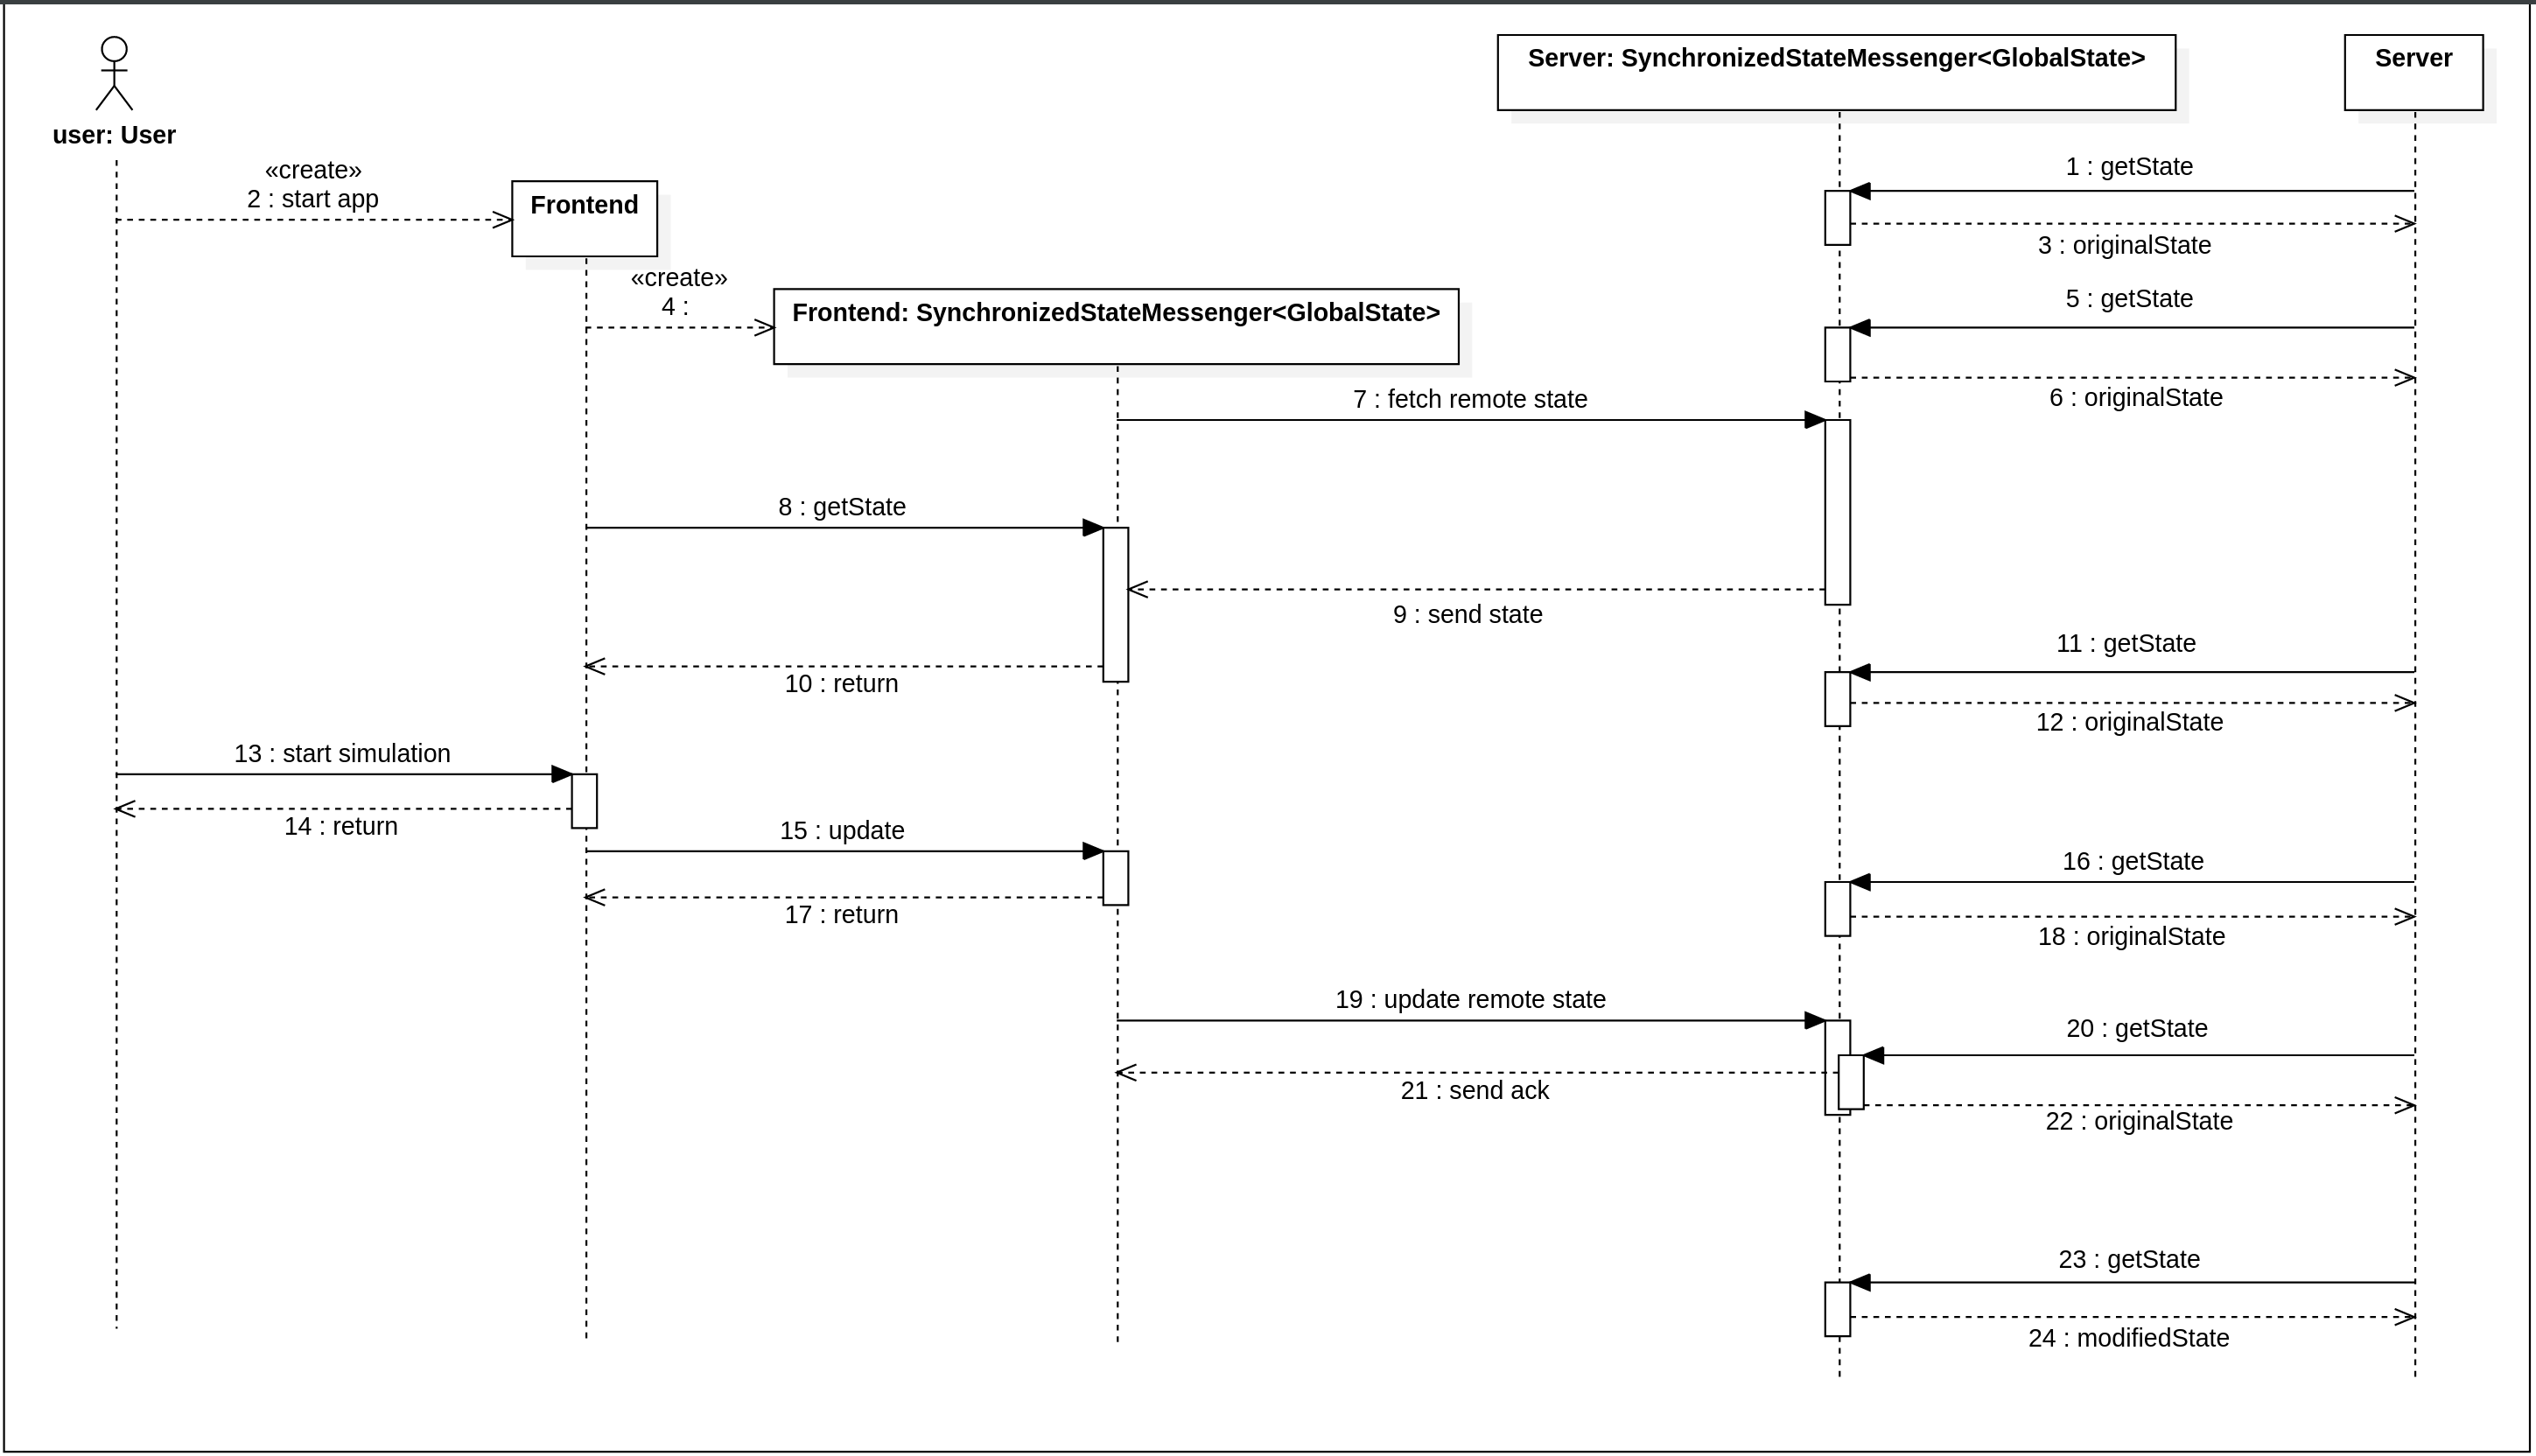 user: User
Server: SynchronizedStateMessenger<GlobalState>
Server
1 : getState
«create»
2 : start app
Frontend
3 : originalState
«create»
4 :
Frontend: SynchronizedStateMessenger<GlobalState>
5 : getState
6 : originalState
7 : fetch remote state
8 : getState
9 : send state
10 : return
11 : getState
12 : originalState
13 : start simulation
14 : return
15 : update
16 : getState
17 : return
18 : originalState
19 : update remote state
20 : getState
21 : send ack
22 : originalState
23 : getState
24 : modifiedState